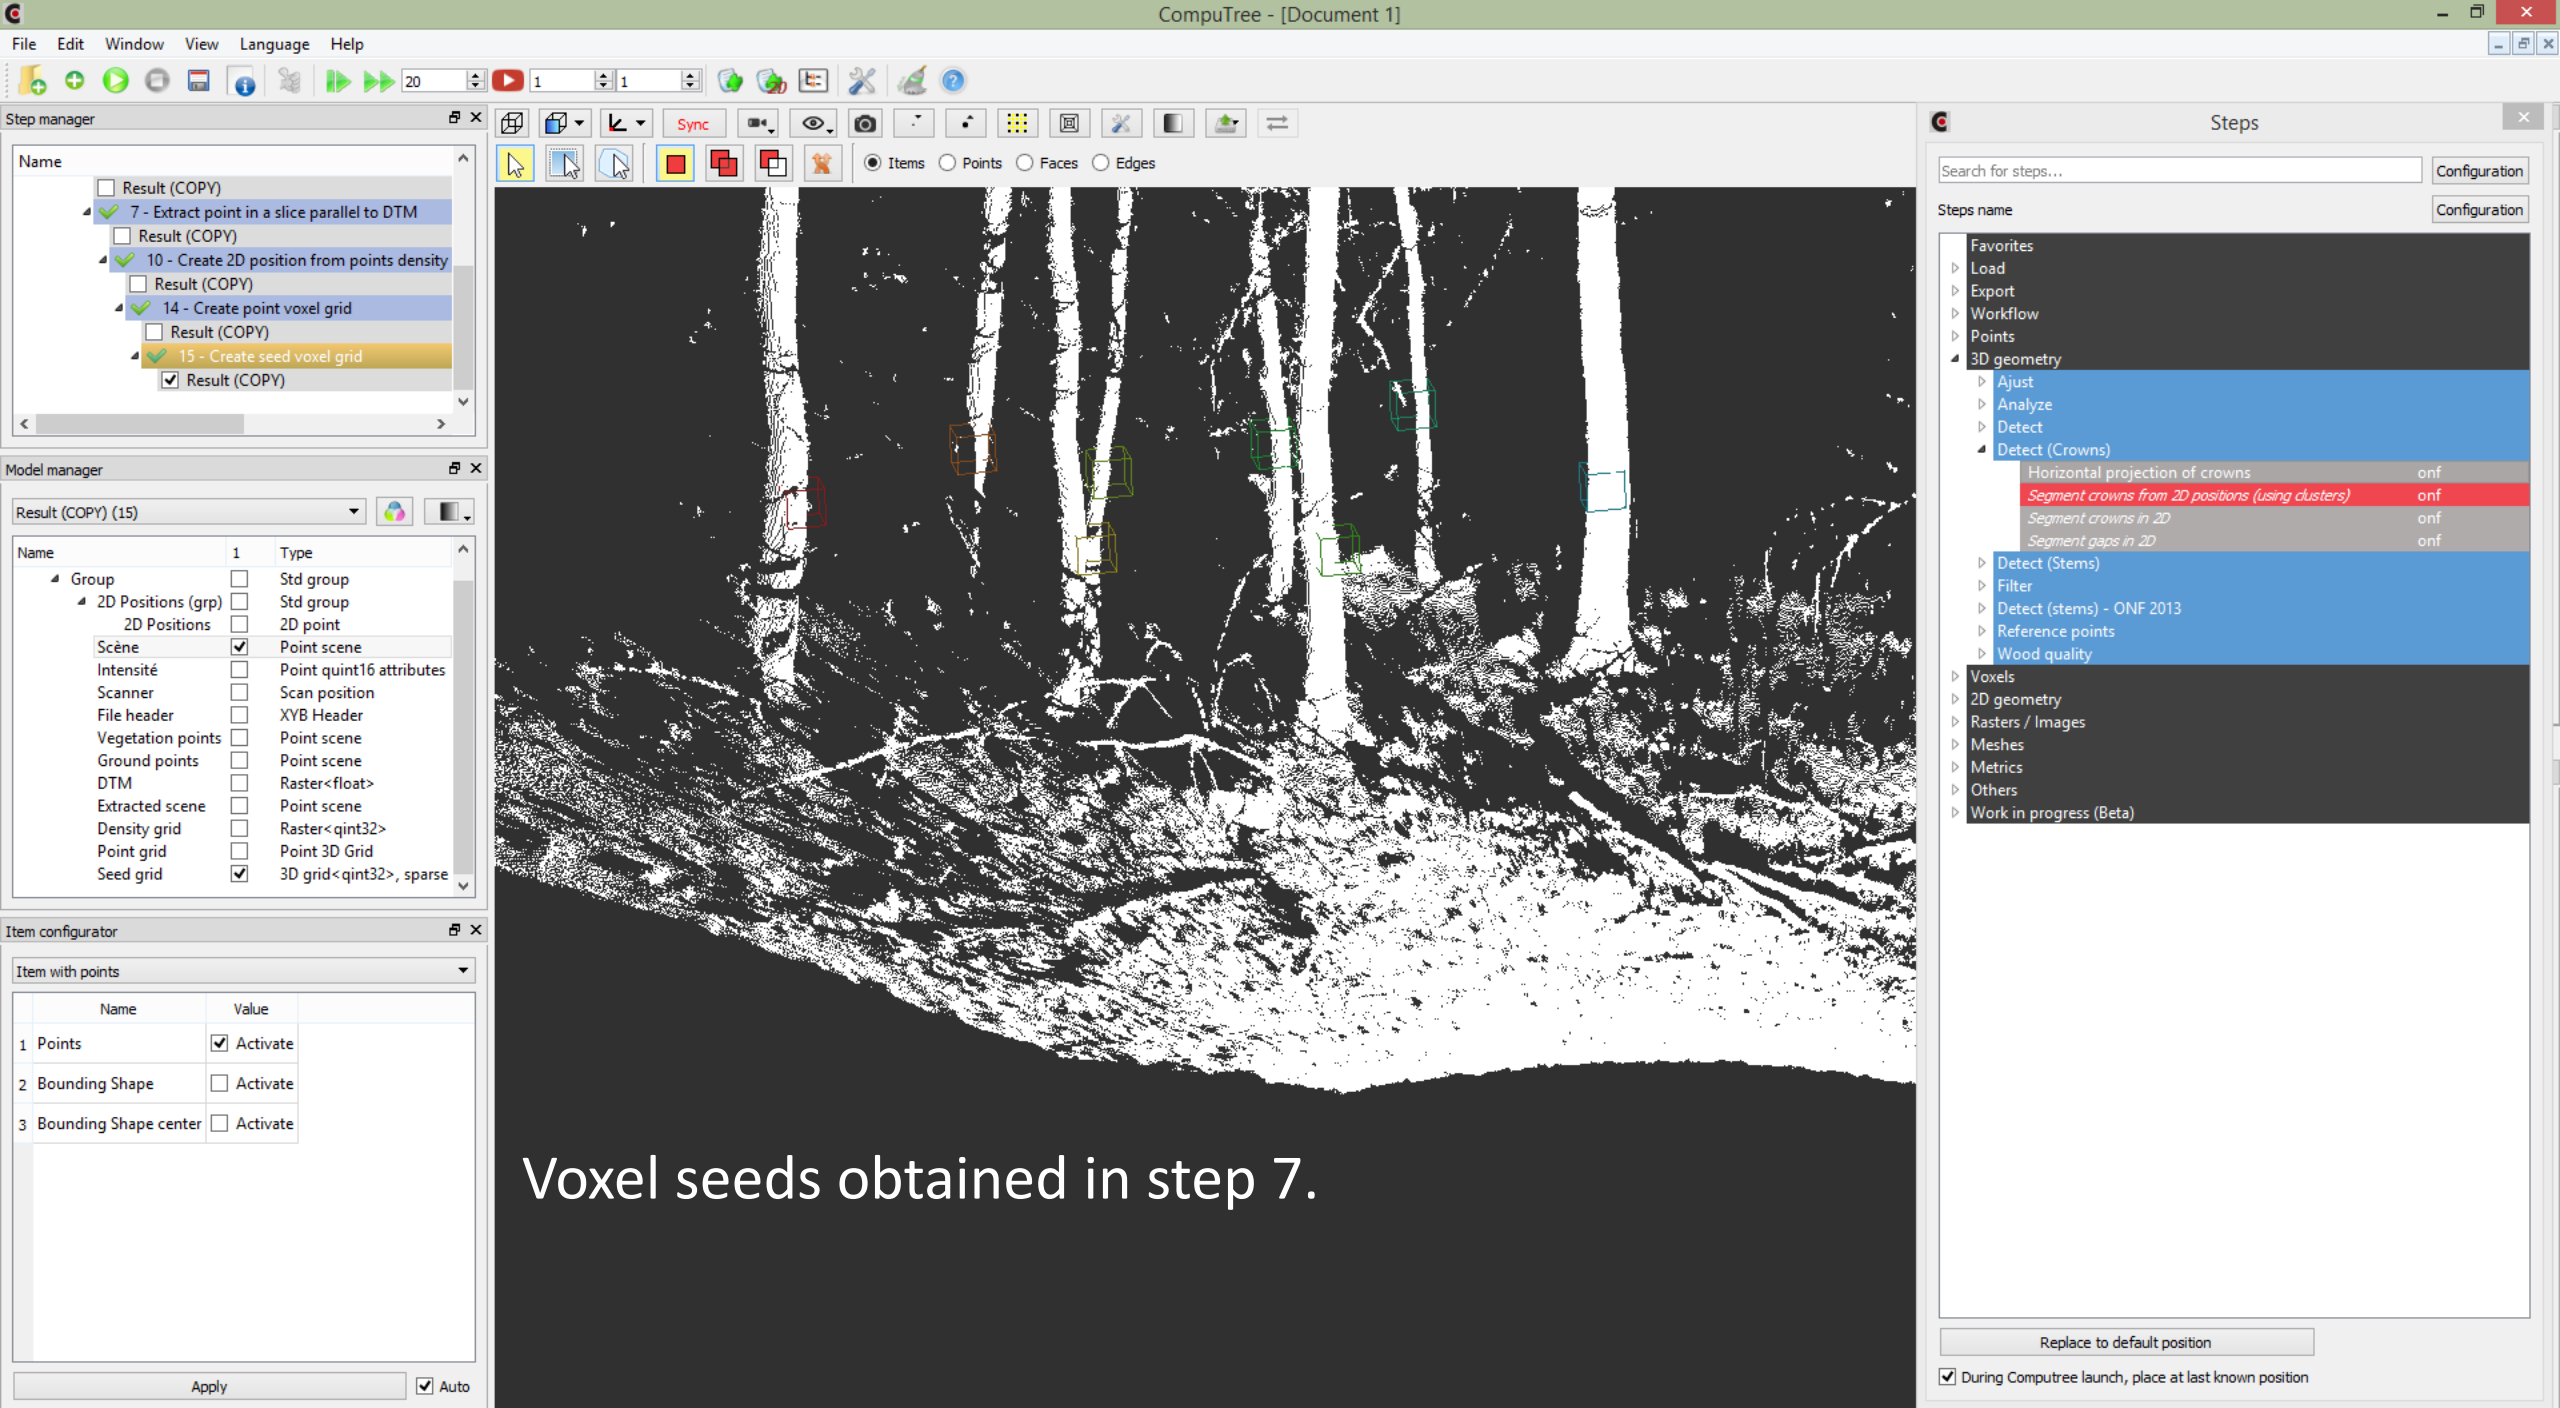 CompuTree - [Document 1]
File Edit Window View Language Help
20 1 1
Step manager
Name
Result (COPY)
7 - Extract point in a slice parallel to DTM
Result (COPY)
10 - Create 2D position from points density
Result (COPY)
14 - Create point voxel grid
Result (COPY)
15 - Create seed voxel grid
Result (COPY)
Model manager
Result (COPY) (15)
Name 1 Type
Group Std group
2D Positions (grp) Std group
2D Positions 2D point
Scène Point scene
Intensité Point quint16 attributes
Scanner Scan position
File header XYB Header
Vegetation points Point scene
Ground points Point scene
DTM Raster<float>
Extracted scene Point scene
Density grid Raster<qint32>
Point grid Point 3D Grid
Seed grid 3D grid<qint32>, sparse
Item configurator
Item with points
Name Value
1 Points Activate
2 Bounding Shape Activate
3 Bounding Shape center Activate
Apply Auto
Sync
Items Points Faces Edges
Voxel seeds obtained in step 7.
Steps
Search for steps... Configuration
Steps name Configuration
Favorites
Load
Export
Workflow
Points
3D geometry
Ajust
Analyze
Detect
Detect (Crowns)
Horizontal projection of crowns onf
Segment crowns from 2D positions (using clusters) onf
Segment crowns in 2D onf
Segment gaps in 2D onf
Detect (Stems)
Filter
Detect (stems) - ONF 2013
Reference points
Wood quality
Voxels
2D geometry
Rasters / Images
Meshes
Metrics
Others
Work in progress (Beta)
Replace to default position
During Computree launch, place at last known position